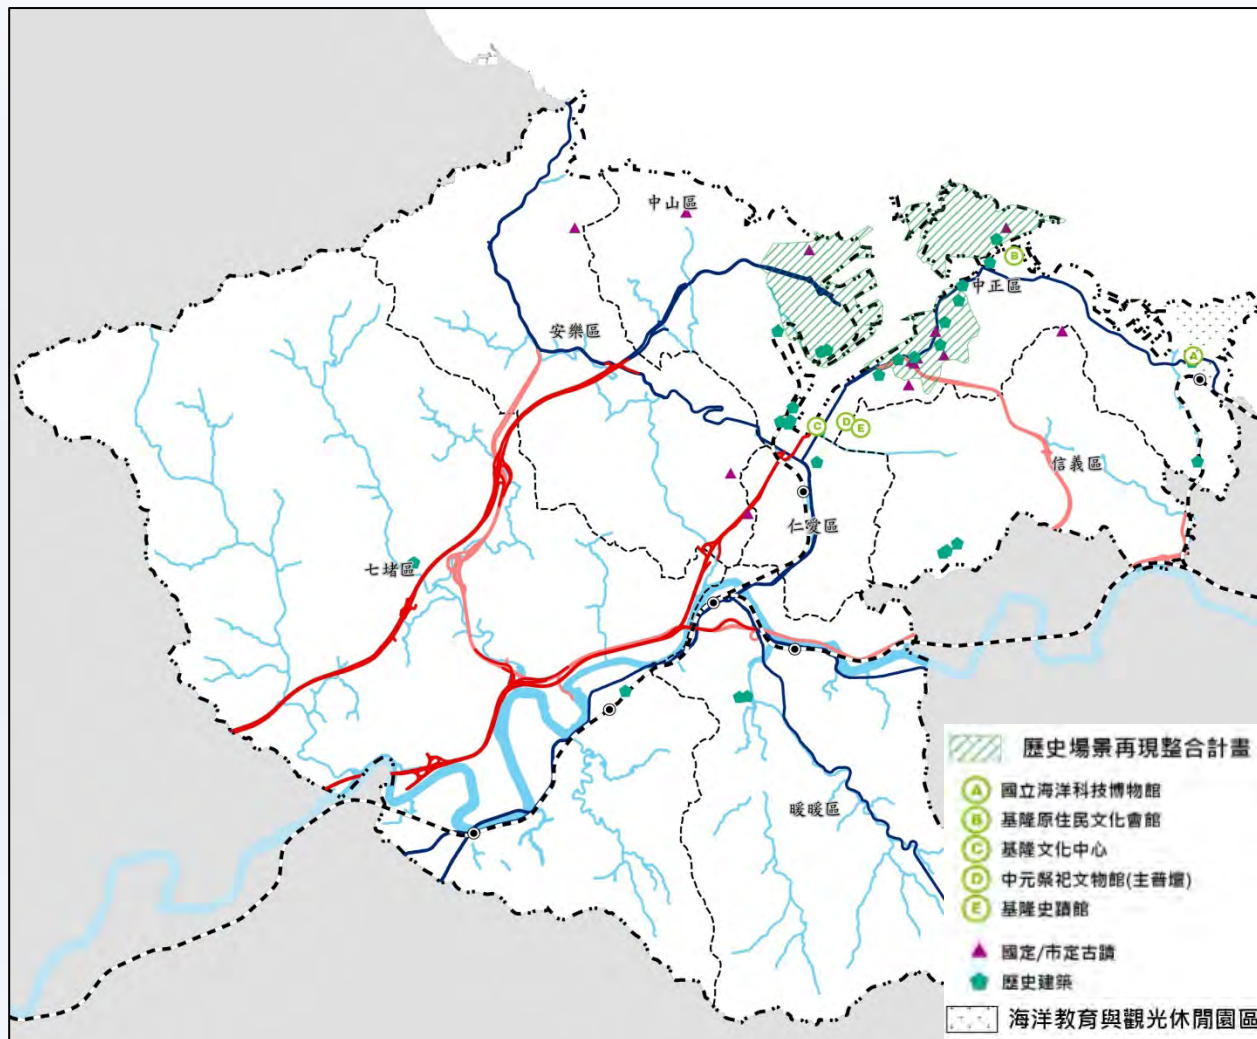 中山區
B
中正區
安樂區
A
C
D
E
信義區
仁愛區
七堵區
暖暖區
歷史場景再現整合計畫
A 國立海洋科技博物館
B 基隆原住民文化會館
C 基隆文化中心
D 中元祭祀文物館(主普壇)
E 基隆史蹟館
國定/市定古蹟
歷史建築
海洋教育與觀光休閒園區